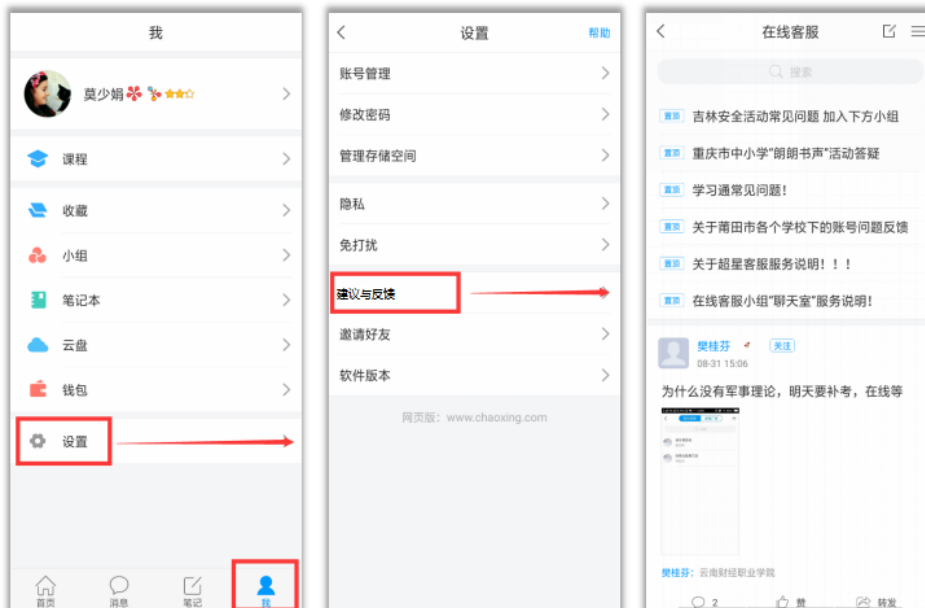 我
莫少娟
课程
收藏
小组
笔记本
云盘
钱包
设置
首页
消息
笔记
我
设置
帮助
账号管理
修改密码
管理存储空间
隐私
免打扰
建议与反馈
邀请好友
软件版本
网页版：www.chaoxing.com
在线客服
搜索
置顶 吉林安全活动常见问题 加入下方小组
置顶 重庆市中小学“朗朗书声”活动答疑
置顶 学习通常见问题！
置顶 关于莆田市各个学校下的账号问题反馈
置顶 关于超星客服服务说明！！！
置顶 在线客服小组“聊天室”服务说明！
樊桂芬 关注
08-31 15:06
为什么没有军事理论，明天要补考，在线等
樊桂芬：云南财经职业学院
2 赞 转发